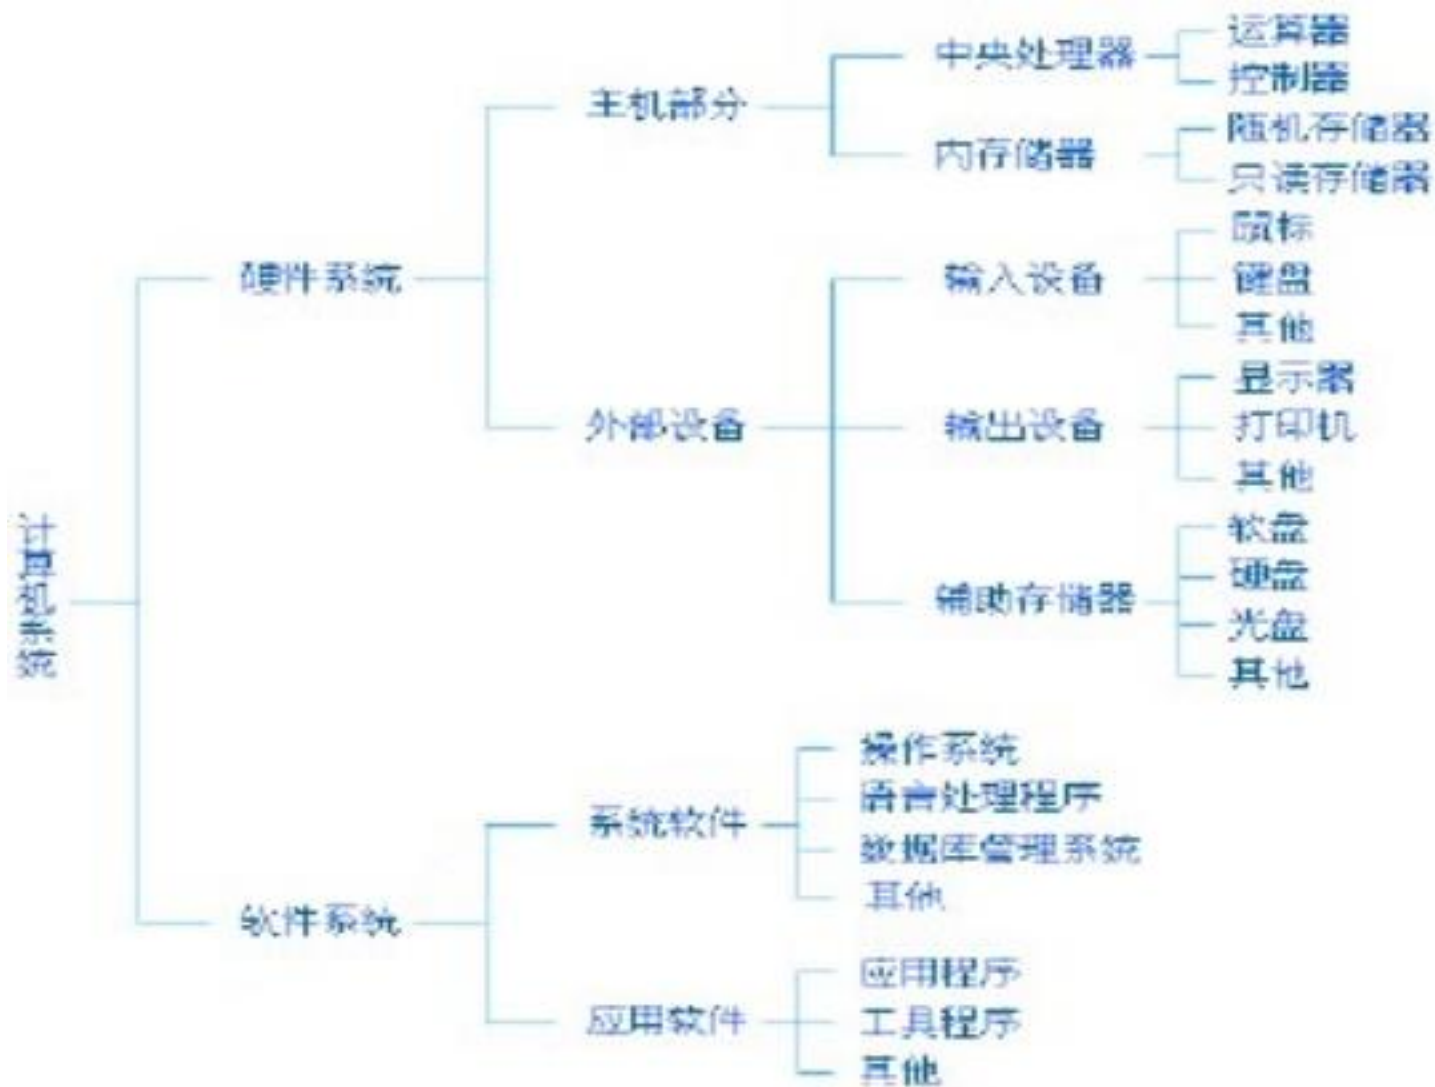 计算机系统
硬件系统
主机部分
中央处理器
运算器
控制器
内存储器
随机存储器
只读存储器
外部设备
输入设备
鼠标
键盘
其他
输出设备
显示器
打印机
其他
辅助存储器
软盘
硬盘
光盘
其他
软件系统
系统软件
操作系统
语言处理程序
数据库管理系统
其他
应用软件
应用程序
工具程序
其他